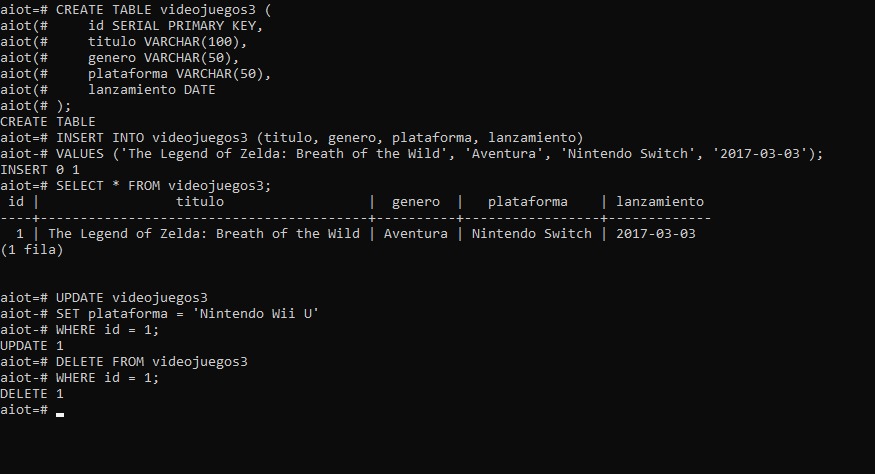 aiot=# CREATE TABLE videojuegos3 (
aiot(#     id SERIAL PRIMARY KEY,
aiot(#     titulo VARCHAR(100),
aiot(#     genero VARCHAR(50),
aiot(#     plataforma VARCHAR(50),
aiot(#     lanzamiento DATE
aiot(# );
CREATE TABLE
aiot=# INSERT INTO videojuegos3 (titulo, genero, plataforma, lanzamiento)
aiot-# VALUES ('The Legend of Zelda: Breath of the Wild', 'Aventura', 'Nintendo Switch', '2017-03-03');
INSERT 0 1
aiot=# SELECT * FROM videojuegos3;
 id |                 titulo                  |  genero  |   plataforma    | lanzamiento
----+-----------------------------------------+----------+-----------------+-------------
  1 | The Legend of Zelda: Breath of the Wild | Aventura | Nintendo Switch | 2017-03-03
(1 fila)
aiot=# UPDATE videojuegos3
aiot-# SET plataforma = 'Nintendo Wii U'
aiot-# WHERE id = 1;
UPDATE 1
aiot=# DELETE FROM videojuegos3
aiot-# WHERE id = 1;
DELETE 1
aiot=#